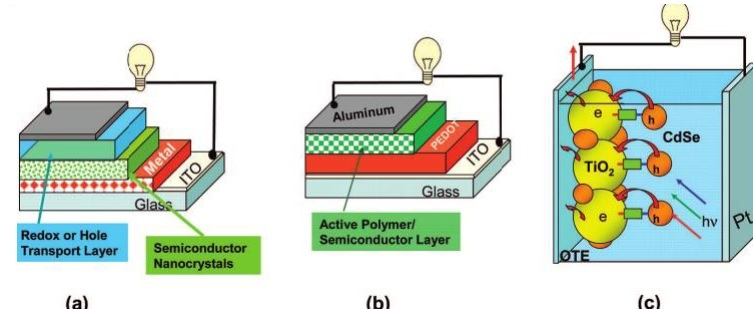 Metal
ITO
Glass
Redox or Hole
Transport Layer
Semiconductor
Nanocrystals
(a)
Aluminum
PEDOT
ITO
Glass
Active Polymer/
Semiconductor Layer
(b)
e
h
CdSe
TiO2
h
e
h
hν
OTE
Pt
(c)